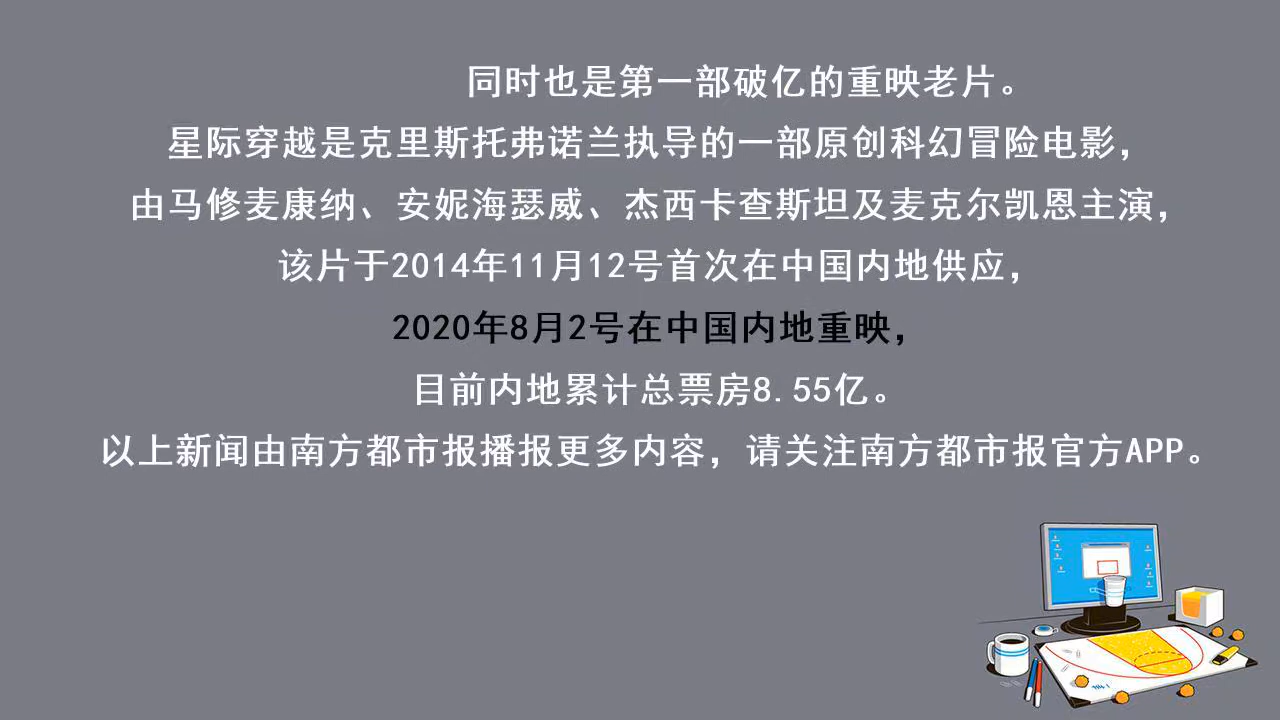 同时也是第一部破亿的重映老片。
星际穿越是克里斯托弗诺兰执导的一部原创科幻冒险电影，
由马修麦康纳、安妮海瑟威、杰西卡查斯坦及麦克尔凯恩主演，
该片于2014年11月12号首次在中国内地供应，
2020年8月2号在中国内地重映，
目前内地累计总票房8.55亿。
以上新闻由南方都市报播报更多内容，请关注南方都市报官方APP。